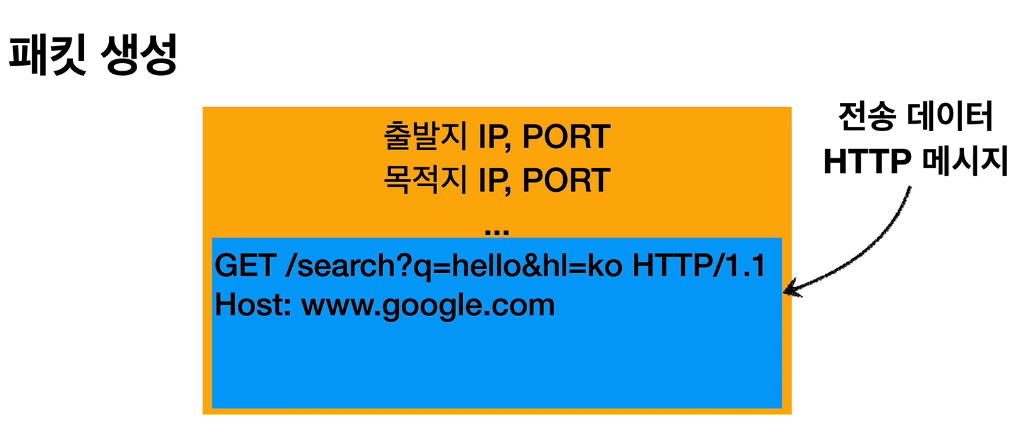 패킷 생성
출발지 IP, PORT
목적지 IP, PORT
...
GET /search?q=hello&hl=ko HTTP/1.1
Host: www.google.com
전송 데이터
HTTP 메시지